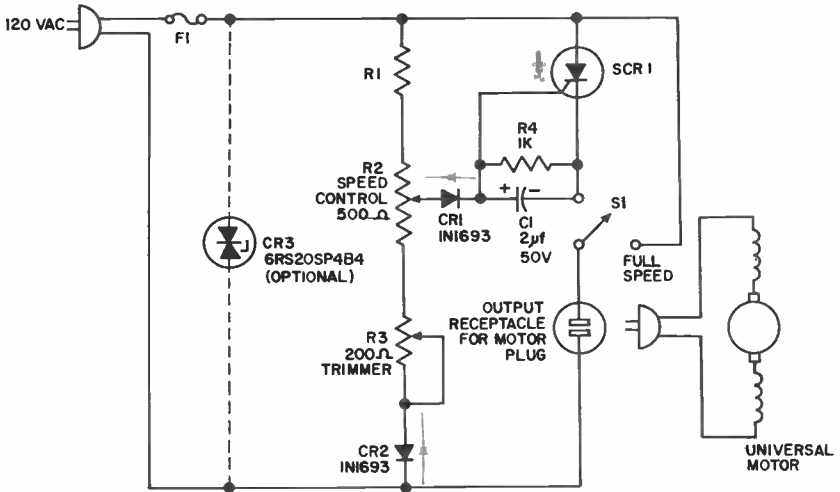 120 VAC
F1
R1
SCR 1
R4
1K
R2
SPEED
CONTROL
500Ω
+
-
CR1
IN1693
C1
2µf
50V
S1
FULL
SPEED
CR3
6RS20SP4B4
(OPTIONAL)
OUTPUT
RECEPTACLE
FOR MOTOR
PLUG
R3
200Ω
TRIMMER
CR2
IN1693
UNIVERSAL
MOTOR